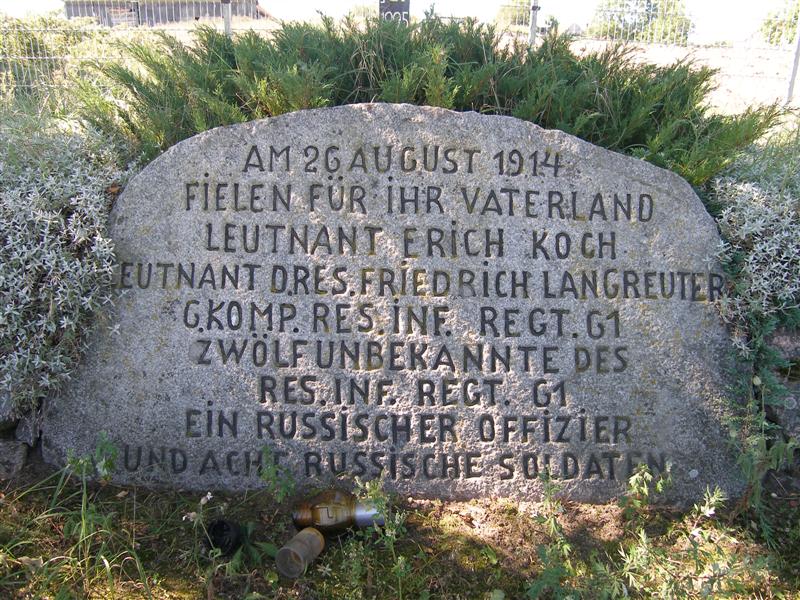 AM 26 AUGUST 1914
FIELEN FÜR IHR VATERLAND
LEUTNANT ERICH KOCH
LEUTNANT D.RES. FRIEDRICH LANGREUTER
6.KOMP. RES. INF. REGT. 61
ZWÖLF UNBEKANNTE DES
RES. INF. REGT. 61
EIN RUSSISCHER OFFIZIER
UND ACHT RUSSISCHE SOLDATEN